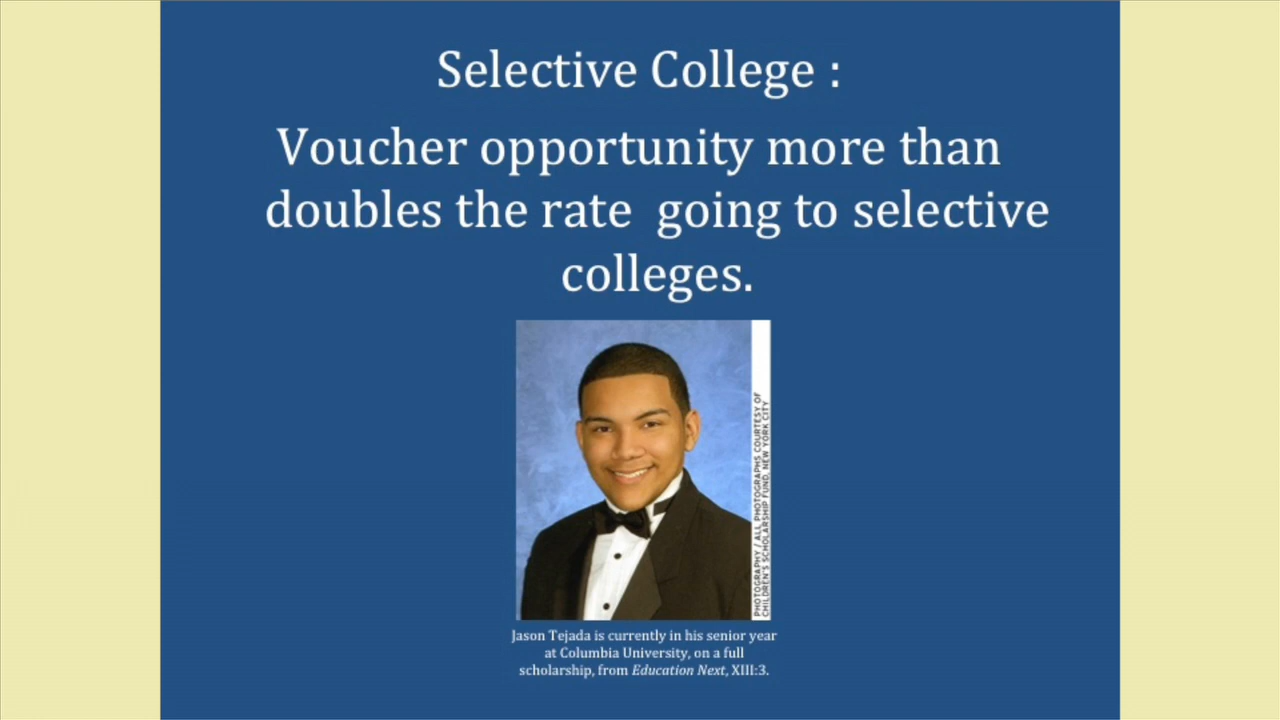 Selective College :
Voucher opportunity more than
doubles the rate going to selective
colleges.
PHOTOGRAPHY / ALL PHOTOGRAPHS COURTESY OF
CHILDREN'S SCHOLARSHIP FUND, NEW YORK CITY
Jason Tejada is currently in his senior year
at Columbia University, on a full
scholarship, from Education Next, XIII:3.